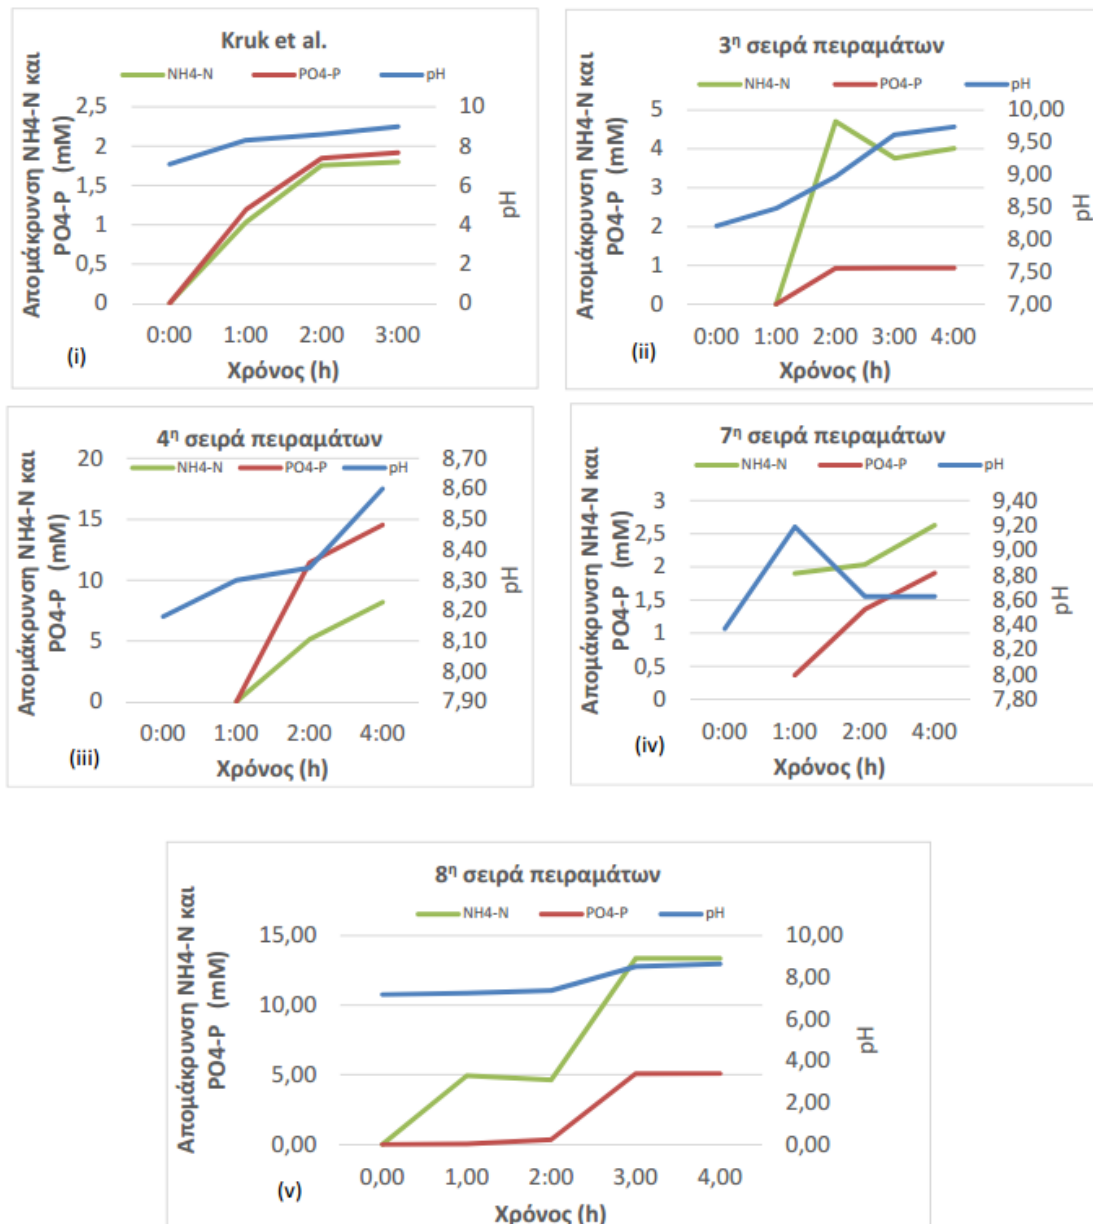 Kruk et al.
NH4-N PO4-P pH
Απομάκρυνση NH4-N και
PO4-P (mM)
2,5
2
1,5
1
0,5
0
10
8
6
4
2
0
pH
0:00 1:00 2:00 3:00
(i)
Χρόνος (h)
3η σειρά πειραμάτων
NH4-N PO4-P pH
Απομάκρυνση NH4-N και
PO4-P (mM)
5
4
3
2
1
0
10,00
9,50
9,00
8,50
8,00
7,50
7,00
pH
0:00 1:00 2:00 3:00 4:00
(ii)
Χρόνος (h)
4η σειρά πειραμάτων
NH4-N PO4-P pH
Απομάκρυνση NH4-N και
PO4-P (mM)
20
15
10
5
0
8,70
8,60
8,50
8,40
8,30
8,20
8,10
8,00
7,90
pH
0:00 1:00 2:00 4:00
(iii)
Χρόνος (h)
7η σειρά πειραμάτων
NH4-N PO4-P pH
Απομάκρυνση NH4-N και
PO4-P (mM)
3
2,5
2
1,5
1
0,5
0
9,40
9,20
9,00
8,80
8,60
8,40
8,20
8,00
7,80
pH
0:00 1:00 2:00 4:00
(iv)
Χρόνος (h)
8η σειρά πειραμάτων
NH4-N PO4-P pH
Απομάκρυνση NH4-N και
PO4-P (mM)
15,00
10,00
5,00
0,00
10,00
8,00
6,00
4,00
2,00
0,00
pH
0,00 1,00 2:00 3,00 4,00
(v)
Χρόνος (h)